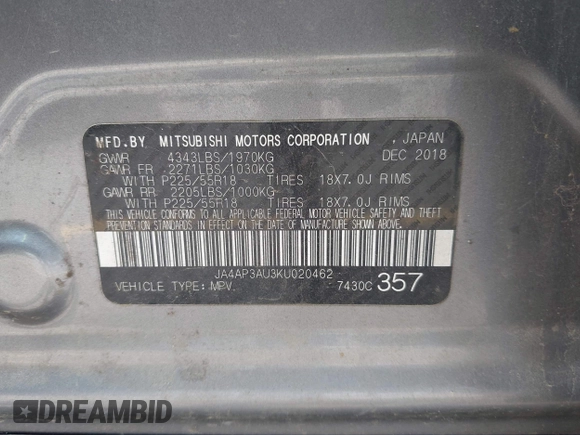 MFD.BY MITSUBISHI MOTORS CORPORATION , JAPAN
GVWR 4343LBS/1970KG DEC 2018
GAWR FR 2271LBS/1030KG
WITH P225/55R18 TIRES 18X7.0J RIMS
GAWR RR 2205LBS/1000KG
WITH P225/55R18 TIRES 18X7.0J RIMS
THIS VEHICLE CONFORMS TO ALL APPLICABLE FEDERAL MOTOR VEHICLE SAFETY AND THEFT
PREVENTION STANDARDS IN EFFECT ON THE DATE OF MANUFACTURE SHOWN ABOVE.
JA4AP3AU3KU020462
VEHICLE TYPE: MPV. 7430C 357
DREAMBID